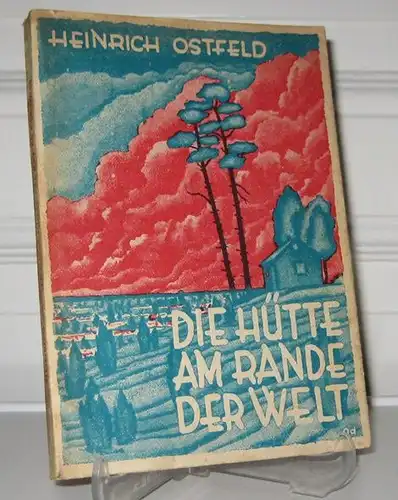 HEINRICH OSTFELD
DIE HÜTTE
AM RANDE
DER WELT